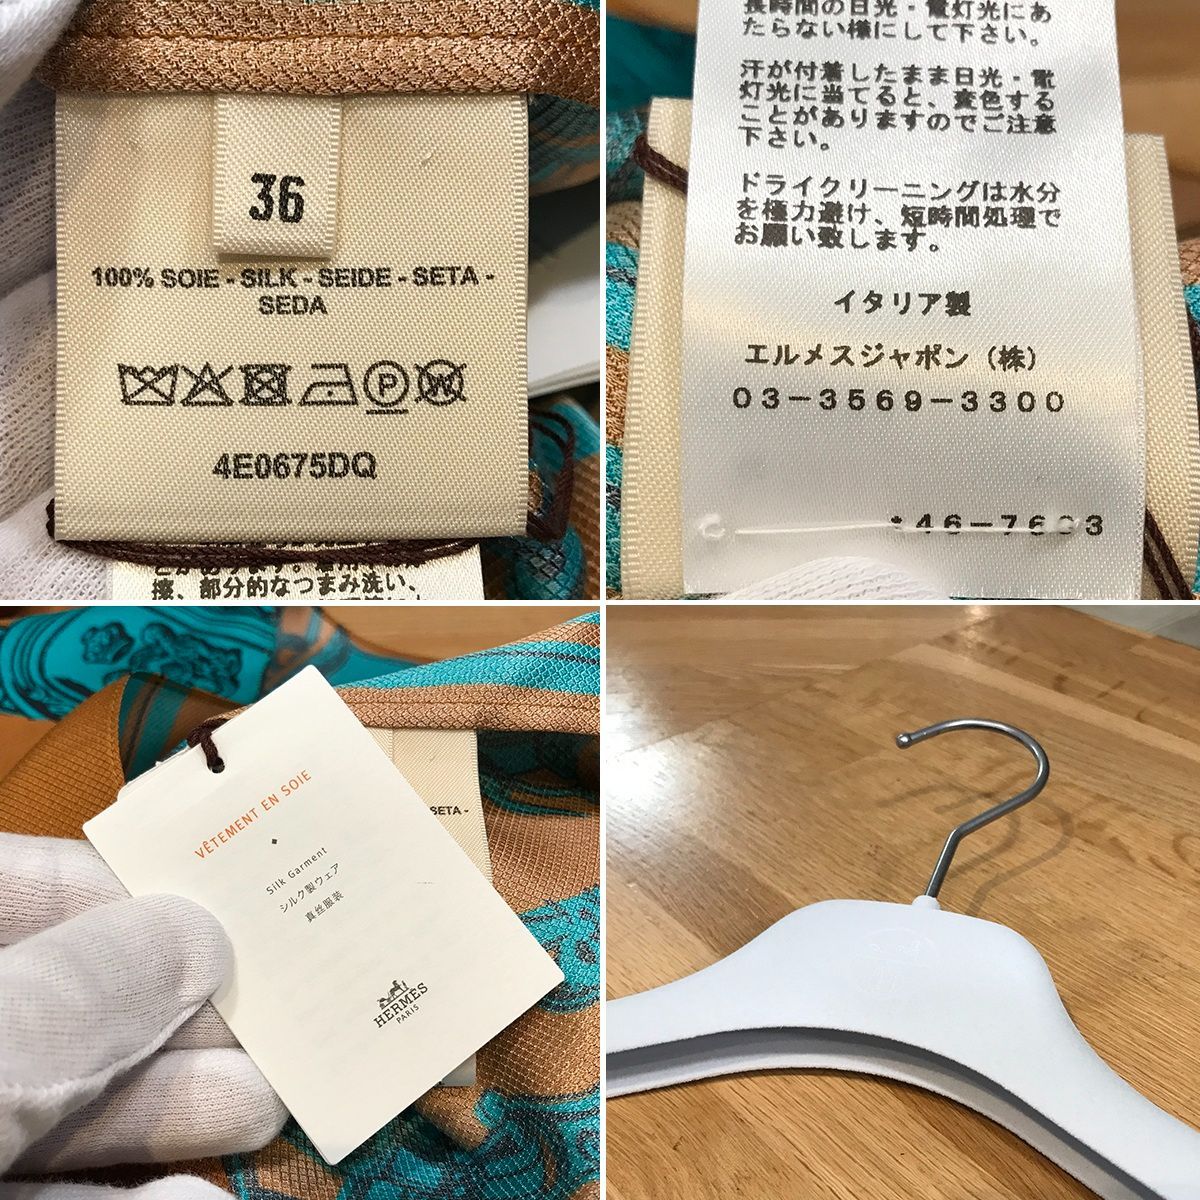 36
100% SOIE - SILK - SEIDE - SETA -
SEDA
P
W
4E0675DQ
接、部分的なつまみ洗い、
長時間の日光・電灯光にあ
たらない様にして下さい。
汗が付着したまま日光・電
灯光に当てると、変色する
ことがありますのでご注意
下さい。
ドライクリーニングは水分
を極力避け、短時間処理で
お願い致します。
イタリア製
エルメスジャポン（株）
03-3569-3300
SETA -
VÊTEMENT EN SOIE
Silk Garment
シルク製ウェア
真丝服装
HERMÈS
PARIS